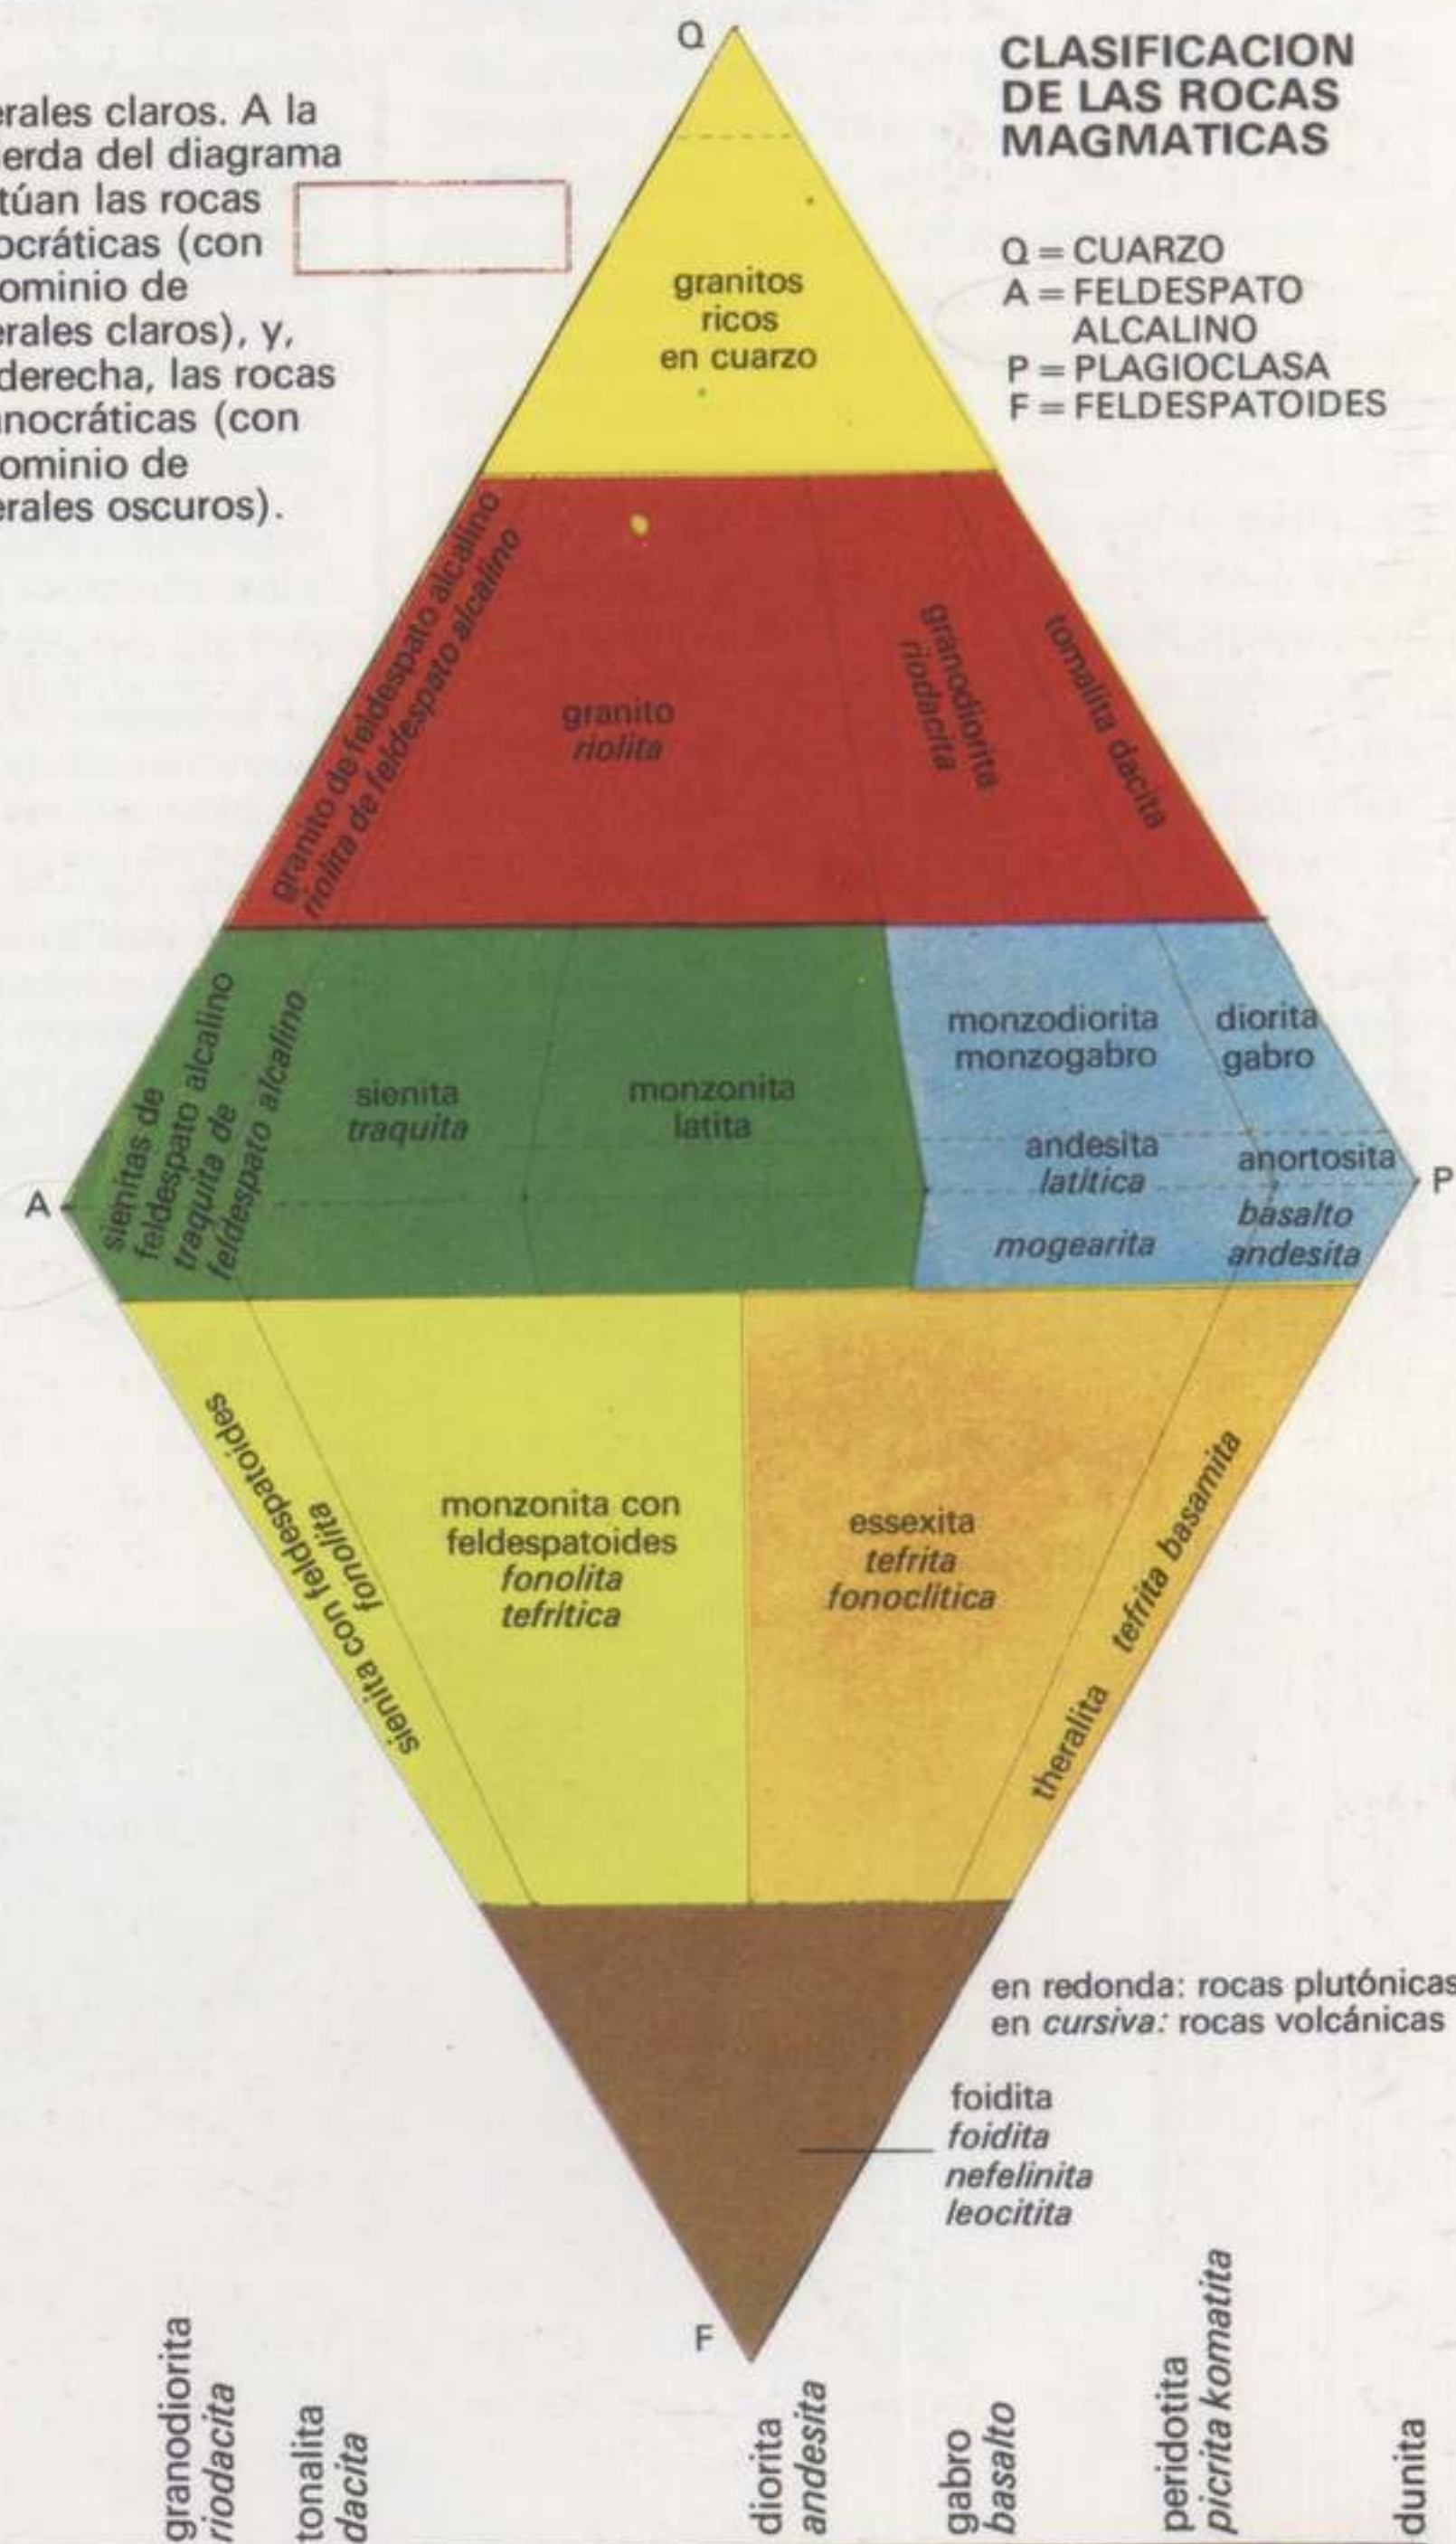 erales claros. A la
ierda del diagrama
túan las rocas
ocráticas (con
ominio de
erales claros), y,
derecha, las rocas
anocráticas (con
ominio de
erales oscuros).
Q
CLASIFICACION
DE LAS ROCAS
MAGMATICAS
Q = CUARZO
A = FELDESPATO
ALCALINO
P = PLAGIOCLASA
F = FELDESPATOIDES
granitos
ricos
en cuarzo
granito de feldespato alcalino
riolita de feldespato alcalino
granito
riolita
granodiorita
riodacita
tomalita dacita
sienitas de
feldespato alcalino
traquita de
feldespato alcalino
sienita
traquita
monzonita
latita
monzodiorita
monzogabro
diorita
gabro
andesita
latítica
anortosita
mogearita
basalto
andesita
A
P
sienita con feldespatoides
fonolita
monzonita con
feldespatoides
fonolita
tefrítica
essexita
tefrita
fonoclítica
theralita tefrita basamita
en redonda: rocas plutónicas
en cursiva: rocas volcánicas
foidita
foidita
nefelinita
leocitita
F
granodiorita
riodacita
tonalita
dacita
diorita
andesita
gabro
basalto
peridotita
picrita komatita
dunita